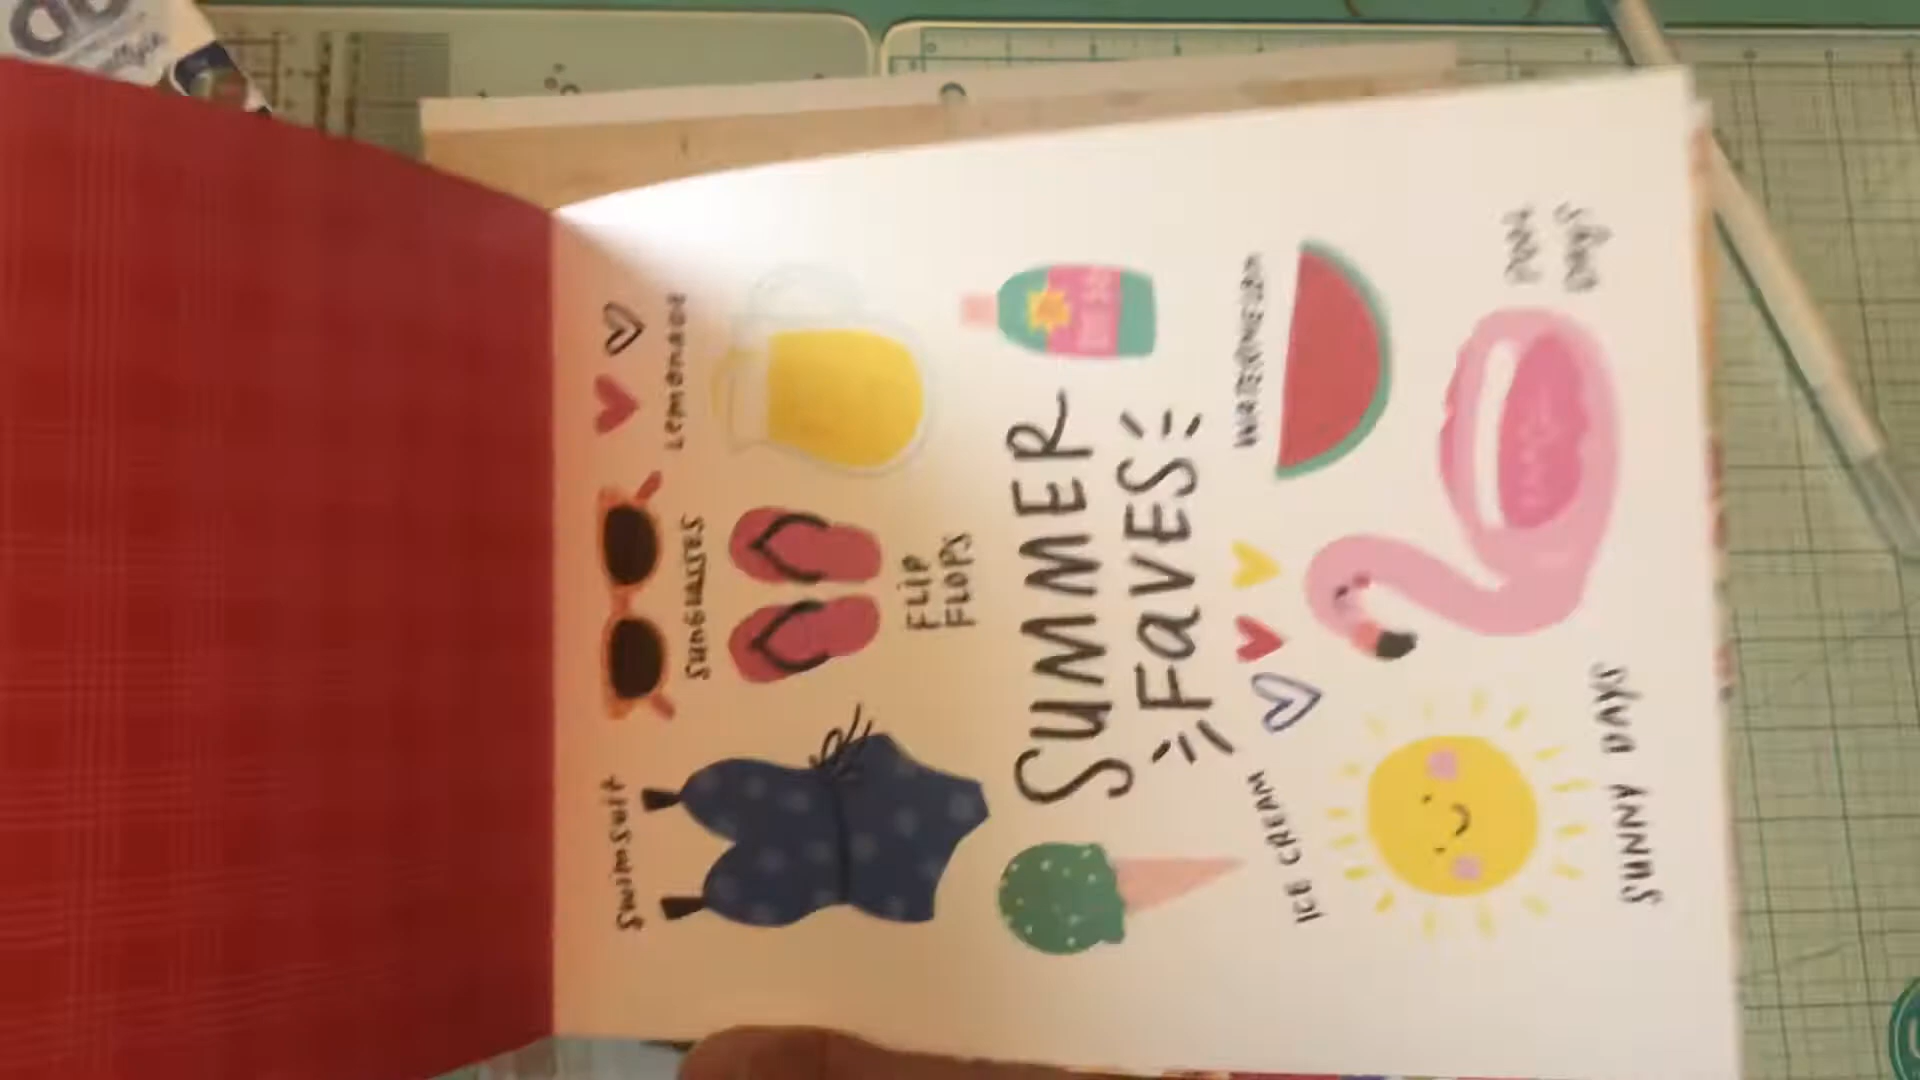 swimsuit
sunglasses
Lemonade
FLIP
FLOPS
SUMMER
FaVES
ICE CREAM
WATERMELON
SUNNY DAYS
POOL
DAYS